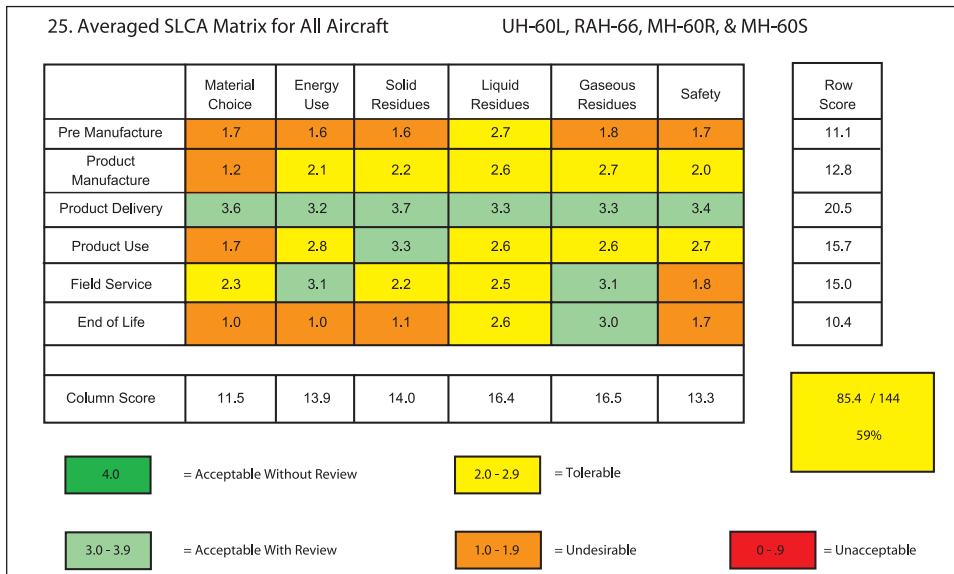 25. Averaged SLCA Matrix for All Aircraft UH-60L, RAH-66, MH-60R, & MH-60S
Material Choice Energy Use Solid Residues Liquid Residues Gaseous Residues Safety Row Score
Pre Manufacture 1.7 1.6 1.6 2.7 1.8 1.7 11.1
Product Manufacture 1.2 2.1 2.2 2.6 2.7 2.0 12.8
Product Delivery 3.6 3.2 3.7 3.3 3.3 3.4 20.5
Product Use 1.7 2.8 3.3 2.6 2.6 2.7 15.7
Field Service 2.3 3.1 2.2 2.5 3.1 1.8 15.0
End of Life 1.0 1.0 1.1 2.6 3.0 1.7 10.4
Column Score 11.5 13.9 14.0 16.4 16.5 13.3 85.4 / 144
59%
4.0 = Acceptable Without Review 2.0 - 2.9 = Tolerable
3.0 - 3.9 = Acceptable With Review 1.0 - 1.9 = Undesirable 0 - .9 = Unacceptable